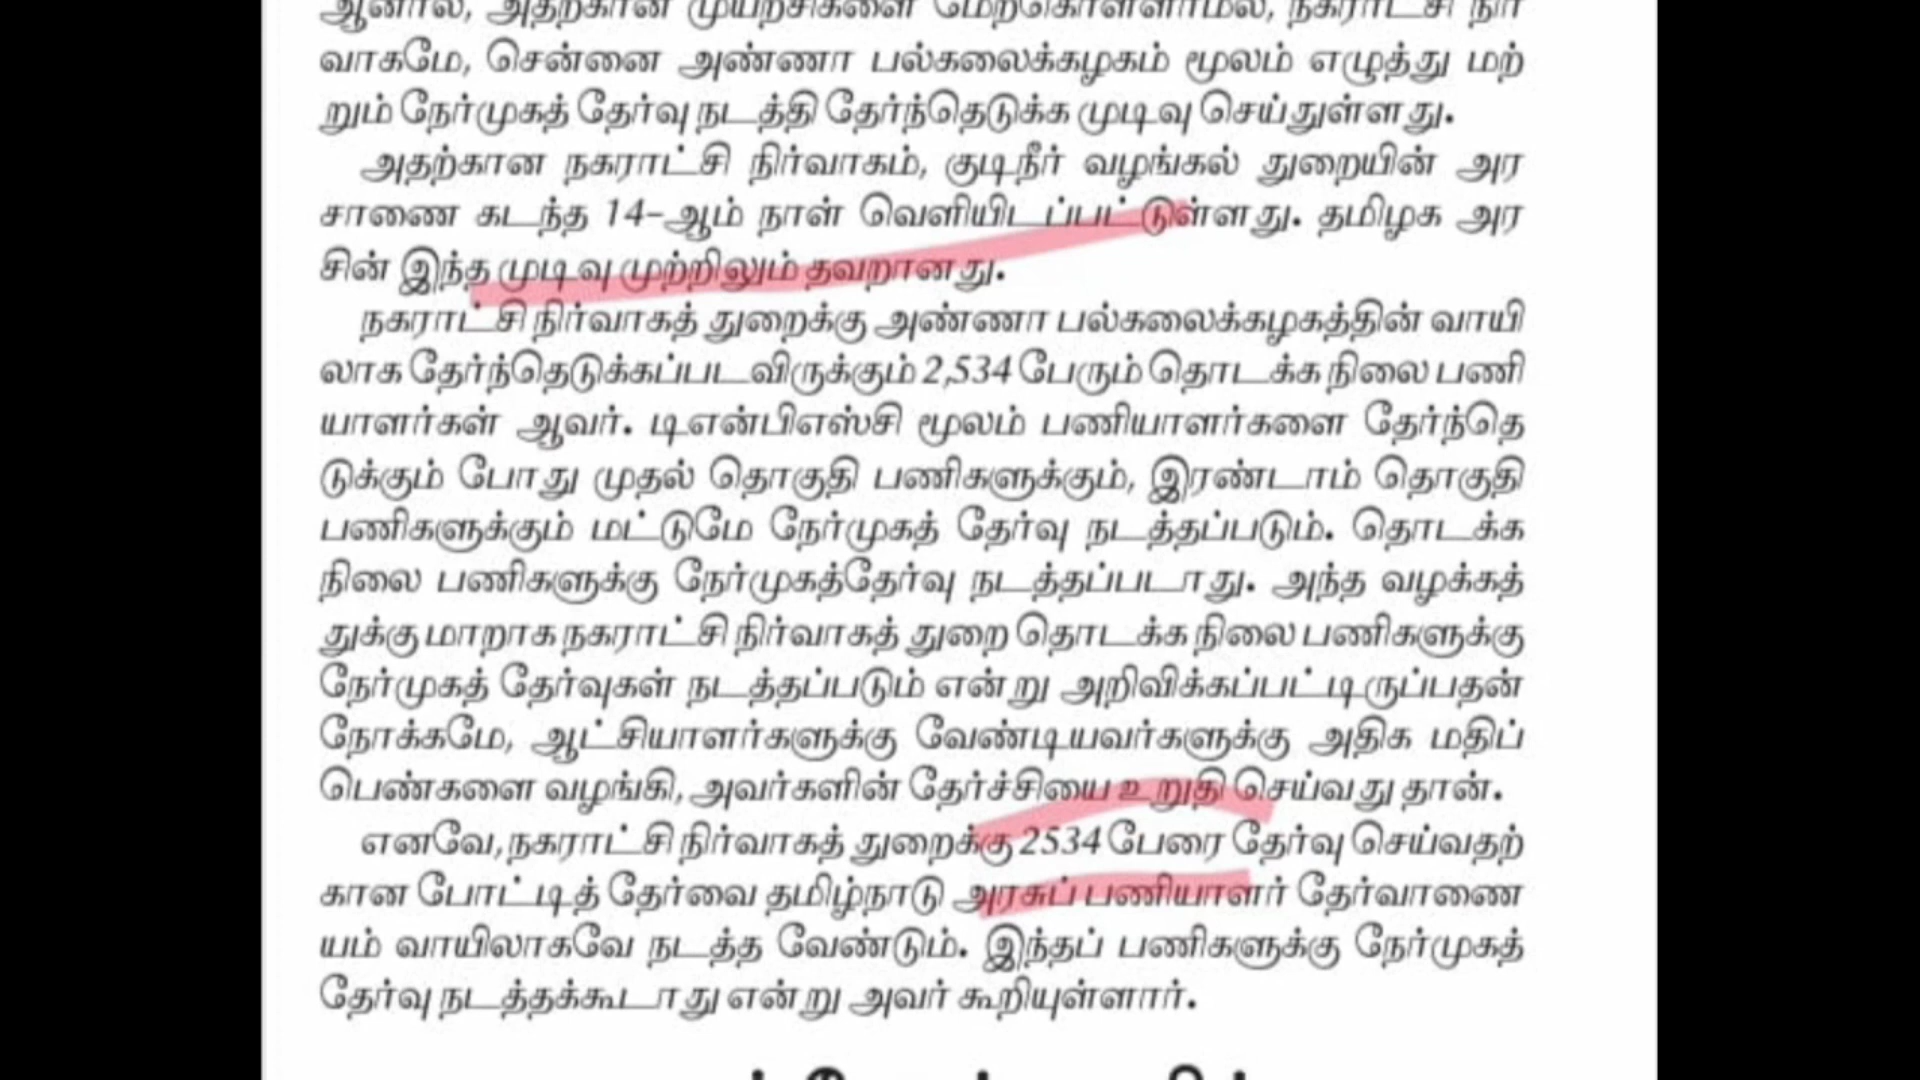 ஆனால், அதற்கான முயற்சிகளை மேற்கொள்ளாமல், நகராட்சி நிர்
வாகமே, சென்னை அண்ணா பல்கலைக்கழகம் மூலம் எழுத்து மற்
றும் நேர்முகத் தேர்வு நடத்தி தேர்ந்தெடுக்க முடிவு செய்துள்ளது.
அதற்கான நகராட்சி நிர்வாகம், குடிநீர் வழங்கல் துறையின் அர
சாணை கடந்த 14-ஆம் நாள் வெளியிடப்பட்டுள்ளது. தமிழக அர
சின் இந்த முடிவு முற்றிலும் தவறானது.
நகராட்சி நிர்வாகத் துறைக்கு அண்ணா பல்கலைக்கழகத்தின் வாயி
லாக தேர்ந்தெடுக்கப்படவிருக்கும் 2,534 பேரும் தொடக்க நிலை பணி
யாளர்கள் ஆவர். டிஎன்பிஎஸ்சி மூலம் பணியாளர்களை தேர்ந்தெ
டுக்கும் போது முதல் தொகுதி பணிகளுக்கும், இரண்டாம் தொகுதி
பணிகளுக்கும் மட்டுமே நேர்முகத் தேர்வு நடத்தப்படும். தொடக்க
நிலை பணிகளுக்கு நேர்முகத்தேர்வு நடத்தப்படாது. அந்த வழக்கத்
துக்கு மாறாக நகராட்சி நிர்வாகத் துறை தொடக்க நிலை பணிகளுக்கு
நேர்முகத் தேர்வுகள் நடத்தப்படும் என்று அறிவிக்கப்பட்டிருப்பதன்
நோக்கமே, ஆட்சியாளர்களுக்கு வேண்டியவர்களுக்கு அதிக மதிப்
பெண்களை வழங்கி, அவர்களின் தேர்ச்சியை உறுதி செய்வது தான்.
எனவே, நகராட்சி நிர்வாகத் துறைக்கு 2534 பேரை தேர்வு செய்வதற்
கான போட்டித் தேர்வை தமிழ்நாடு அரசுப் பணியாளர் தேர்வாணை
யம் வாயிலாகவே நடத்த வேண்டும். இந்தப் பணிகளுக்கு நேர்முகத்
தேர்வு நடத்தக்கூடாது என்று அவர் கூறியுள்ளார்.